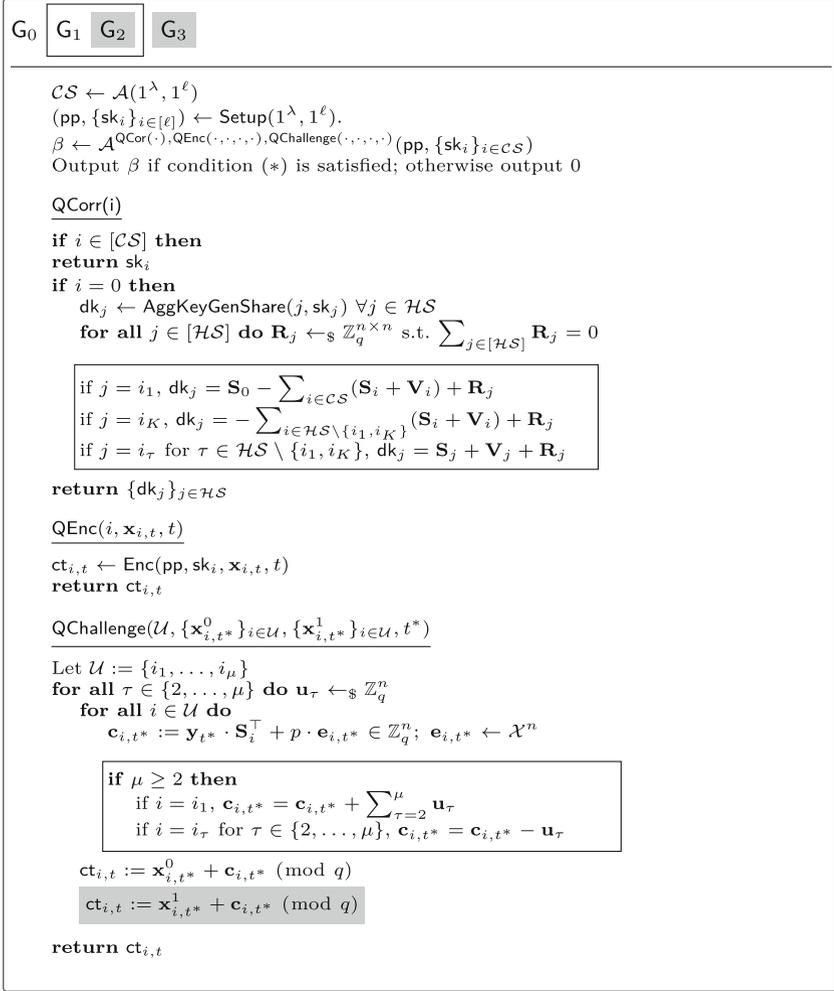 G₀ G₁ G₂ G₃
𝒞𝒮 ← 𝒜(1^λ, 1^ℓ)
(pp, {sk_i}_{i∈[ℓ]}) ← Setup(1^λ, 1^ℓ).
β ← 𝒜^{QCor(·),QEnc(·,·,·,·),QChallenge(·,·,·,·)}(pp, {sk_i}_{i∈𝒞𝒮})
Output β if condition (∗) is satisfied; otherwise output 0
QCorr(i)
if i ∈ [𝒞𝒮] then
return sk_i
if i = 0 then
dk_j ← AggKeyGenShare(j, sk_j) ∀j ∈ ℋ𝒮
for all j ∈ [ℋ𝒮] do R_j ←_$ ℤ_q^{n×n} s.t. ∑_{j∈[ℋ𝒮]} R_j = 0
if j = i_1, dk_j = S_0 − ∑_{i∈𝒞𝒮}(S_i + V_i) + R_j
if j = i_K, dk_j = − ∑_{i∈ℋ𝒮\{i_1,i_K}}(S_i + V_i) + R_j
if j = i_τ for τ ∈ ℋ𝒮 \ {i_1, i_K}, dk_j = S_j + V_j + R_j
return {dk_j}_{j∈ℋ𝒮}
QEnc(i, x_{i,t}, t)
ct_{i,t} ← Enc(pp, sk_i, x_{i,t}, t)
return ct_{i,t}
QChallenge(𝒰, {x^0_{i,t*}}_{i∈𝒰}, {x^1_{i,t*}}_{i∈𝒰}, t*)
Let 𝒰 := {i_1, . . . , i_μ}
for all τ ∈ {2, . . . , μ} do u_τ ←_$ ℤ_q^n
for all i ∈ 𝒰 do
c_{i,t*} := y_{t*} · S_i^⊤ + p · e_{i,t*} ∈ ℤ_q^n; e_{i,t*} ← 𝒳^n
if μ ≥ 2 then
if i = i_1, c_{i,t*} = c_{i,t*} + ∑_{τ=2}^μ u_τ
if i = i_τ for τ ∈ {2, . . . , μ}, c_{i,t*} = c_{i,t*} − u_τ
ct_{i,t} := x^0_{i,t*} + c_{i,t*} (mod q)
ct_{i,t} := x^1_{i,t*} + c_{i,t*} (mod q)
return ct_{i,t}